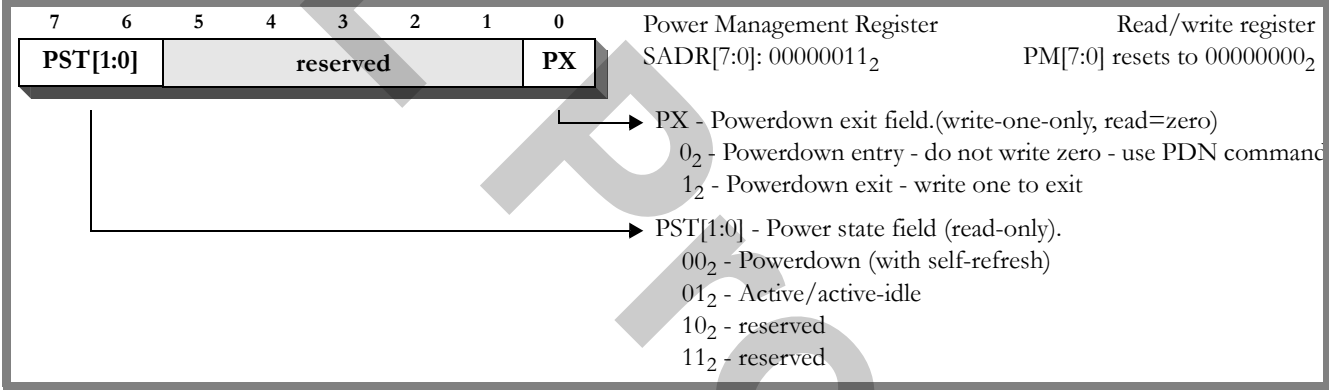 7 6 5 4 3 2 1 0
PST[1:0] reserved PX
Power Management Register Read/write register
SADR[7:0]: 00000011₂ PM[7:0] resets to 00000000₂
PX - Powerdown exit field.(write-one-only, read=zero)
0₂ - Powerdown entry - do not write zero - use PDN command
1₂ - Powerdown exit - write one to exit
PST[1:0] - Power state field (read-only).
00₂ - Powerdown (with self-refresh)
01₂ - Active/active-idle
10₂ - reserved
11₂ - reserved